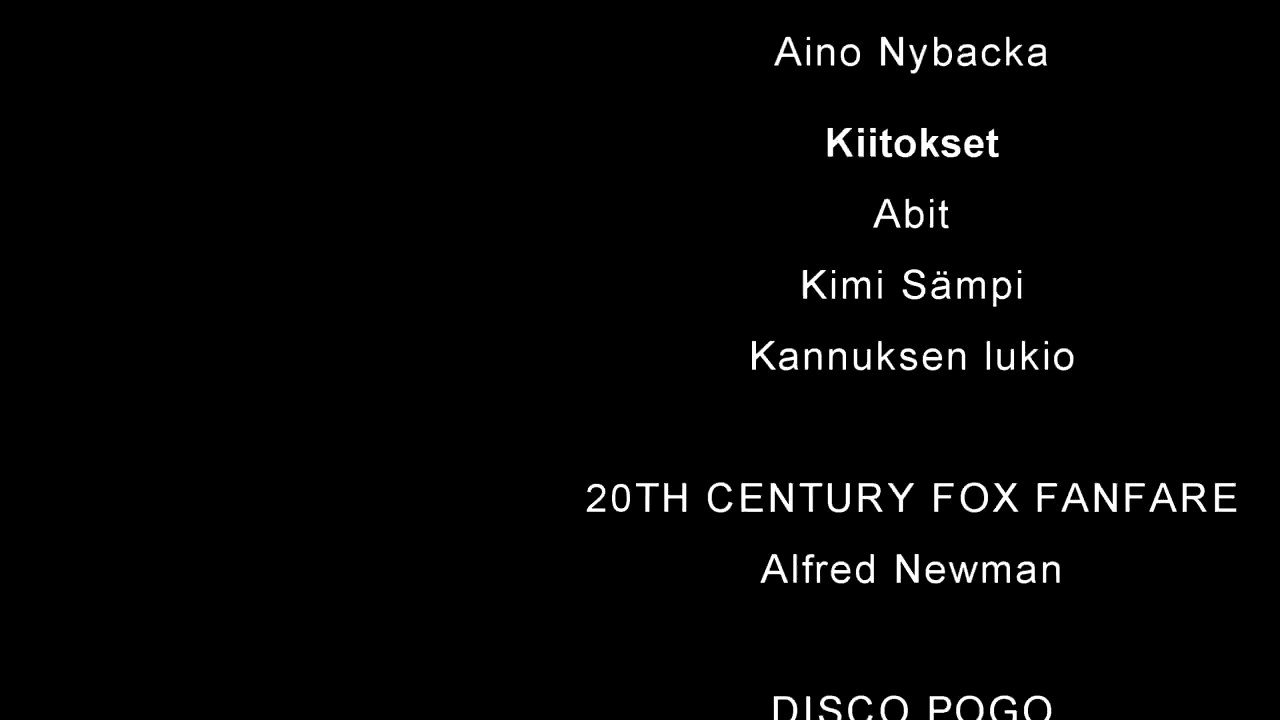 Aino Nybacka
Kiitokset
Abit
Kimi Sämpi
Kannuksen lukio
20TH CENTURY FOX FANFARE
Alfred Newman
DISCO POGO